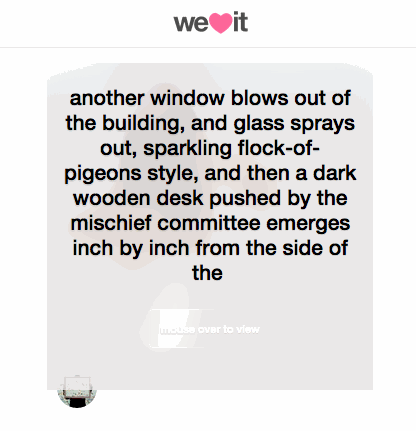 we it
another window blows out of
the building, and glass sprays
out, sparkling flock-of-
pigeons style, and then a dark
wooden desk pushed by the
mischief committee emerges
inch by inch from the side of
the
mouse over to view